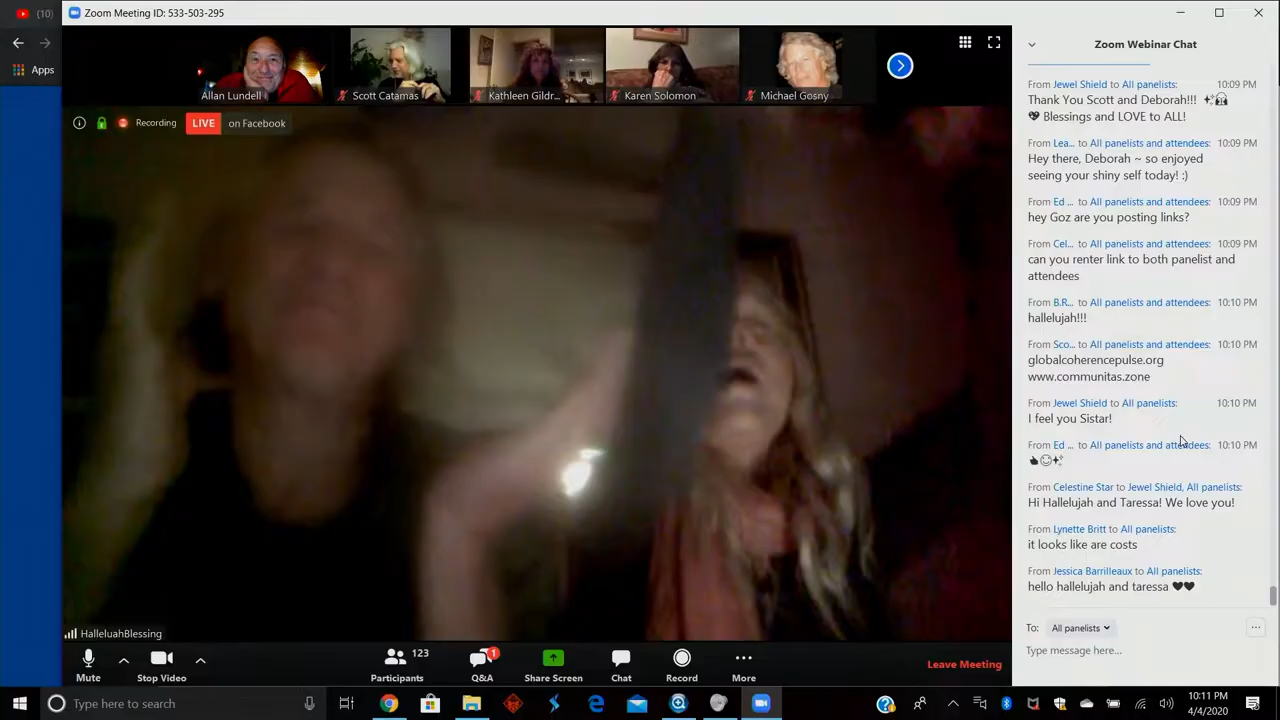 (10)
Zoom Meeting ID: 533-503-295
Apps
Allan Lundell
Scott Catamas
Kathleen Gildr...
Karen Solomon
Michael Gosny
Recording
LIVE
on Facebook
HalleluahBlessing
Zoom Webinar Chat
From Jewel Shield to All panelists: 10:09 PM
Thank You Scott and Deborah!!!
Blessings and LOVE to ALL!
From Lea... to All panelists and attendees: 10:09 PM
Hey there, Deborah ~ so enjoyed
seeing your shiny self today! :)
From Ed ... to All panelists and attendees: 10:09 PM
hey Goz are you posting links?
From Cel... to All panelists and attendees: 10:09 PM
can you renter link to both panelist and
attendees
From B.R... to All panelists and attendees: 10:10 PM
hallelujah!!!
From Sco... to All panelists and attendees: 10:10 PM
globalcoherencepulse.org
www.communitas.zone
From Jewel Shield to All panelists: 10:10 PM
I feel you Sistar!
From Ed ... to All panelists and attendees: 10:10 PM
From Celestine Star to Jewel Shield, All panelists:
Hi Hallelujah and Taressa! We love you!
From Lynette Britt to All panelists:
it looks like are costs
From Jessica Barrilleaux to All panelists:
hello hallelujah and taressa ♥♥
To: All panelists
Type message here...
Mute
Stop Video
123
Participants
1
Q&A
Share Screen
Chat
Record
More
Leave Meeting
Type here to search
10:11 PM
4/4/2020